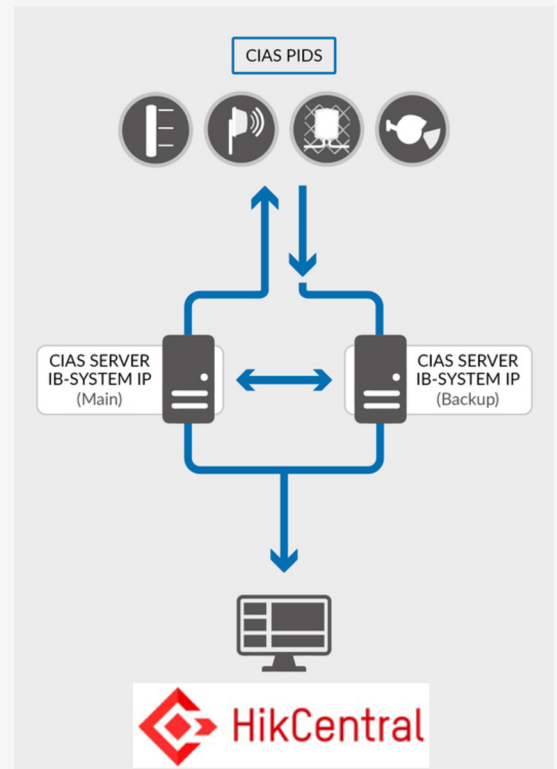 CIAS PIDS
CIAS SERVER
IB-SYSTEM IP
(Main)
CIAS SERVER
IB-SYSTEM IP
(Backup)
HikCentral